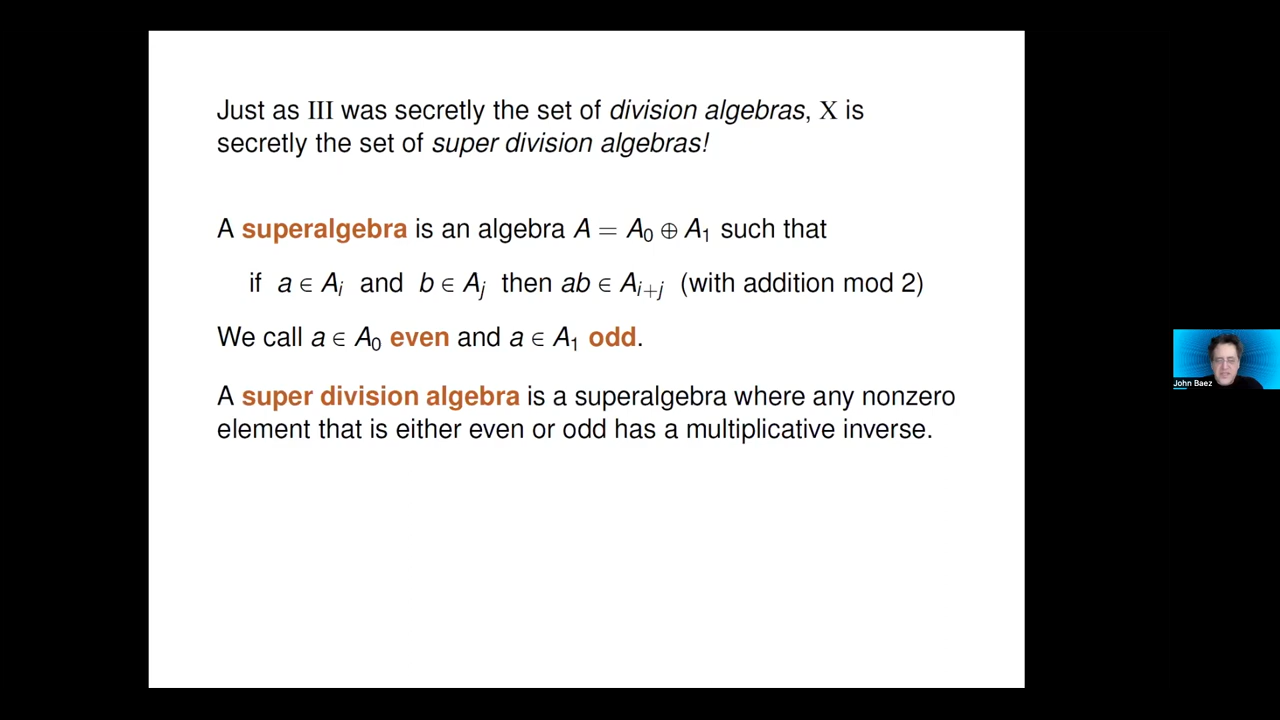 Just as III was secretly the set of division algebras, X is
secretly the set of super division algebras!
A superalgebra is an algebra A = A₀ ⊕ A₁ such that
if a ∈ Aᵢ and b ∈ Aⱼ then ab ∈ Aᵢ₊ⱼ (with addition mod 2)
We call a ∈ A₀ even and a ∈ A₁ odd.
A super division algebra is a superalgebra where any nonzero
element that is either even or odd has a multiplicative inverse.
John Baez